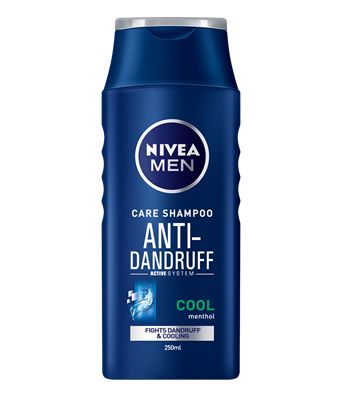 NIVEA
MEN
CARE SHAMPOO
ANTI-
DANDRUFF
ACTIVE SYSTEM
COOL
menthol
FIGHTS DANDRUFF
& COOLING
250ml